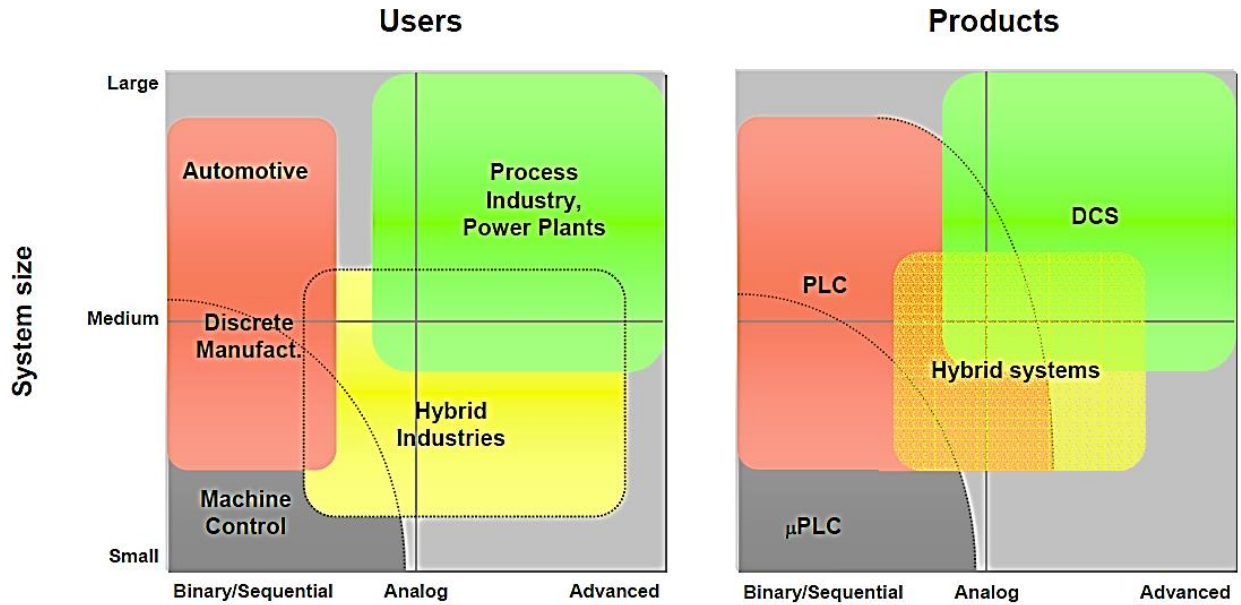 Users
Products
System size
Large
Medium
Small
Automotive
Process
Industry,
Power Plants
Discrete
Manufact.
Hybrid
Industries
Machine
Control
Binary/Sequential
Analog
Advanced
DCS
PLC
Hybrid systems
μPLC
Binary/Sequential
Analog
Advanced